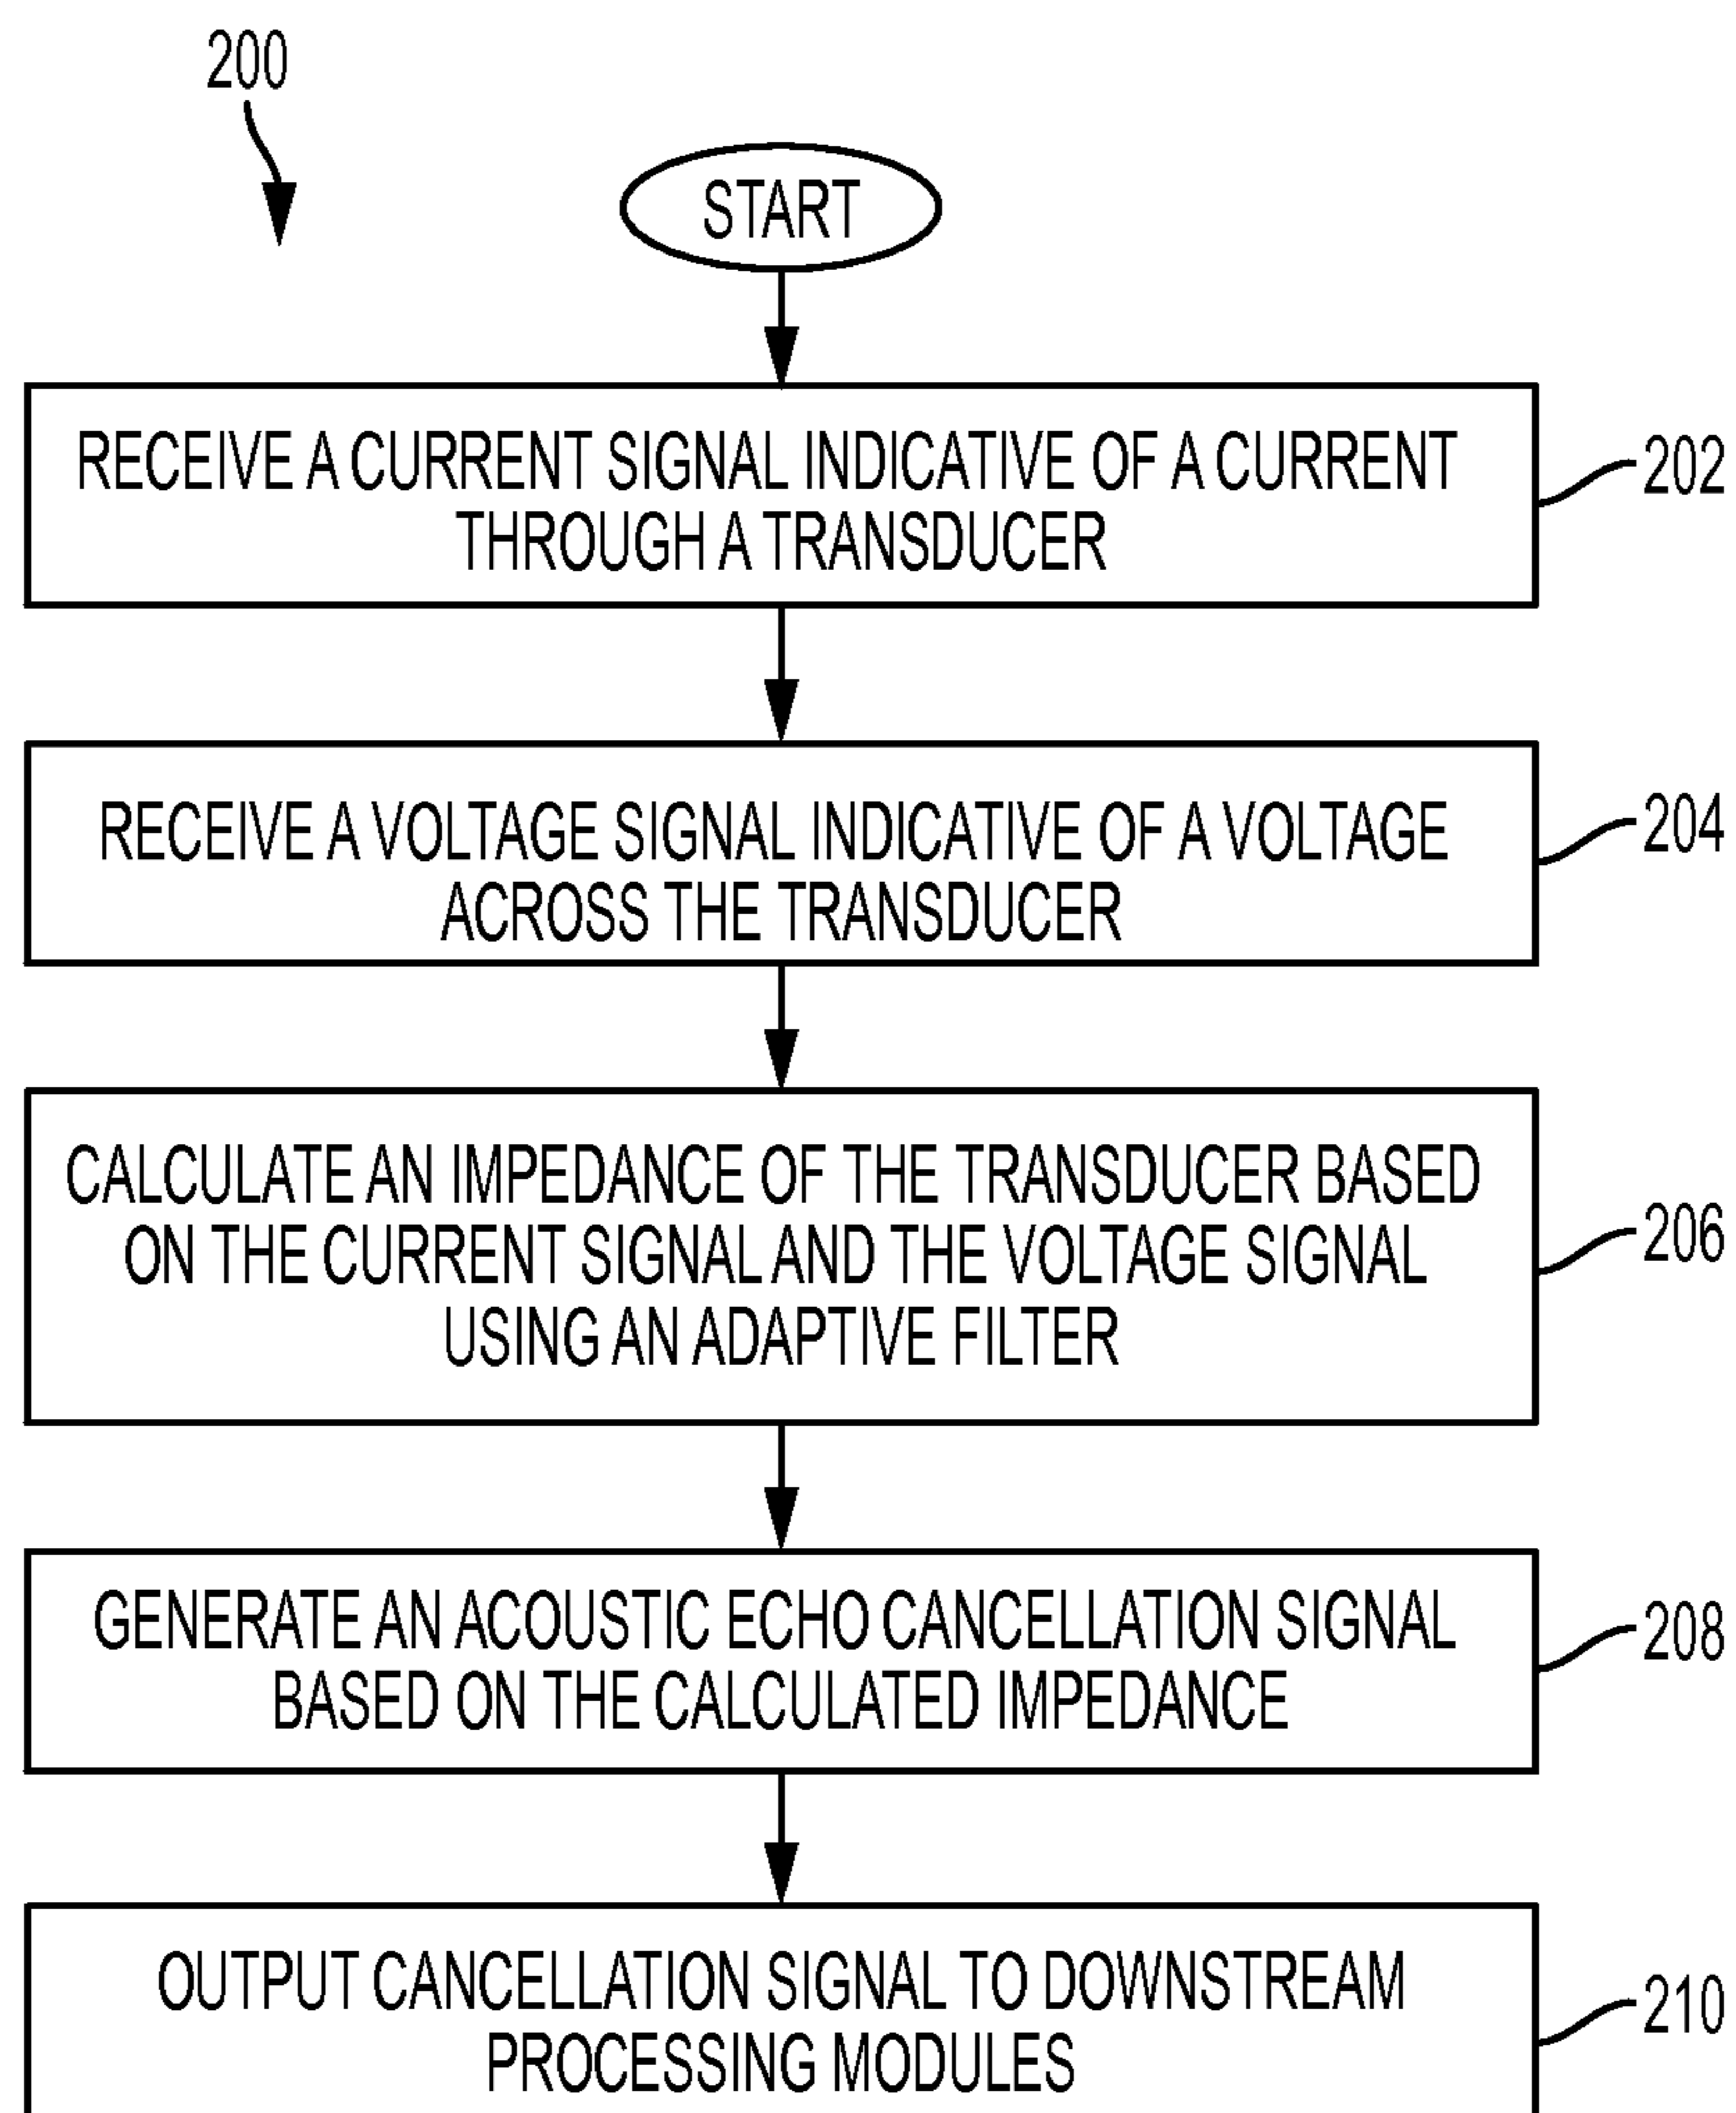 200
START
RECEIVE A CURRENT SIGNAL INDICATIVE OF A CURRENT
THROUGH A TRANSDUCER
202
RECEIVE A VOLTAGE SIGNAL INDICATIVE OF A VOLTAGE
ACROSS THE TRANSDUCER
204
CALCULATE AN IMPEDANCE OF THE TRANSDUCER BASED
ON THE CURRENT SIGNAL AND THE VOLTAGE SIGNAL
USING AN ADAPTIVE FILTER
206
GENERATE AN ACOUSTIC ECHO CANCELLATION SIGNAL
BASED ON THE CALCULATED IMPEDANCE
208
OUTPUT CANCELLATION SIGNAL TO DOWNSTREAM
PROCESSING MODULES
210